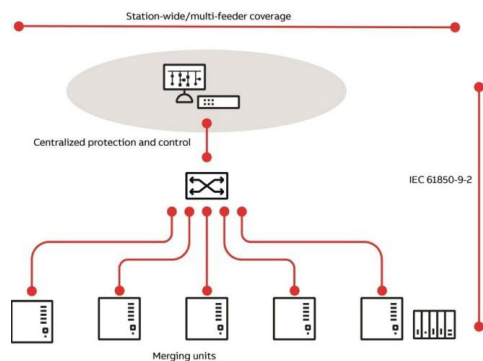 Station-wide/multi-feeder coverage
Centralized protection and control
IEC 61850-9-2
Merging units